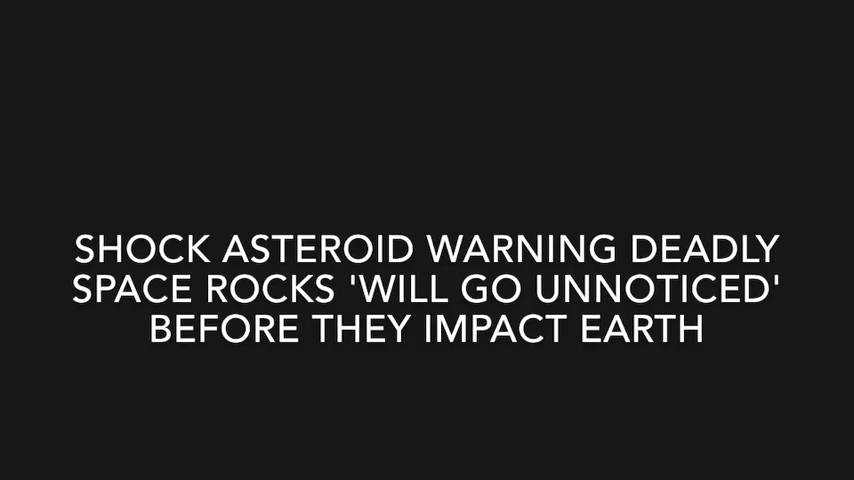 SHOCK ASTEROID WARNING DEADLY
SPACE ROCKS 'WILL GO UNNOTICED'
BEFORE THEY IMPACT EARTH